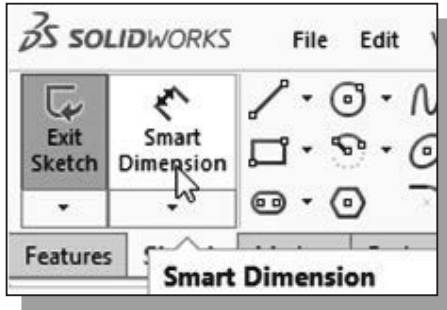 SOLIDWORKS File Edit
Exit Sketch
Smart Dimension
Features
Smart Dimension